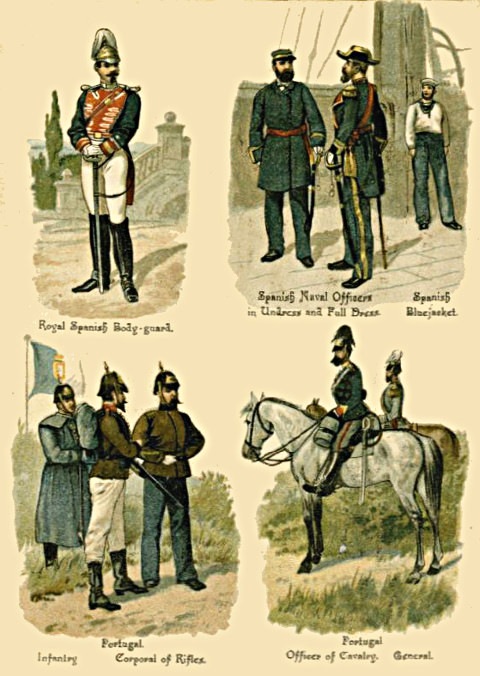 Royal Spanish Body-guard.
Spanish Naval Officers
in Undress and Full Dress.
Spanish
Bluejacket.
Portugal.
Infantry Corporal of Rifles.
Portugal
Officer of Cavalry. General.